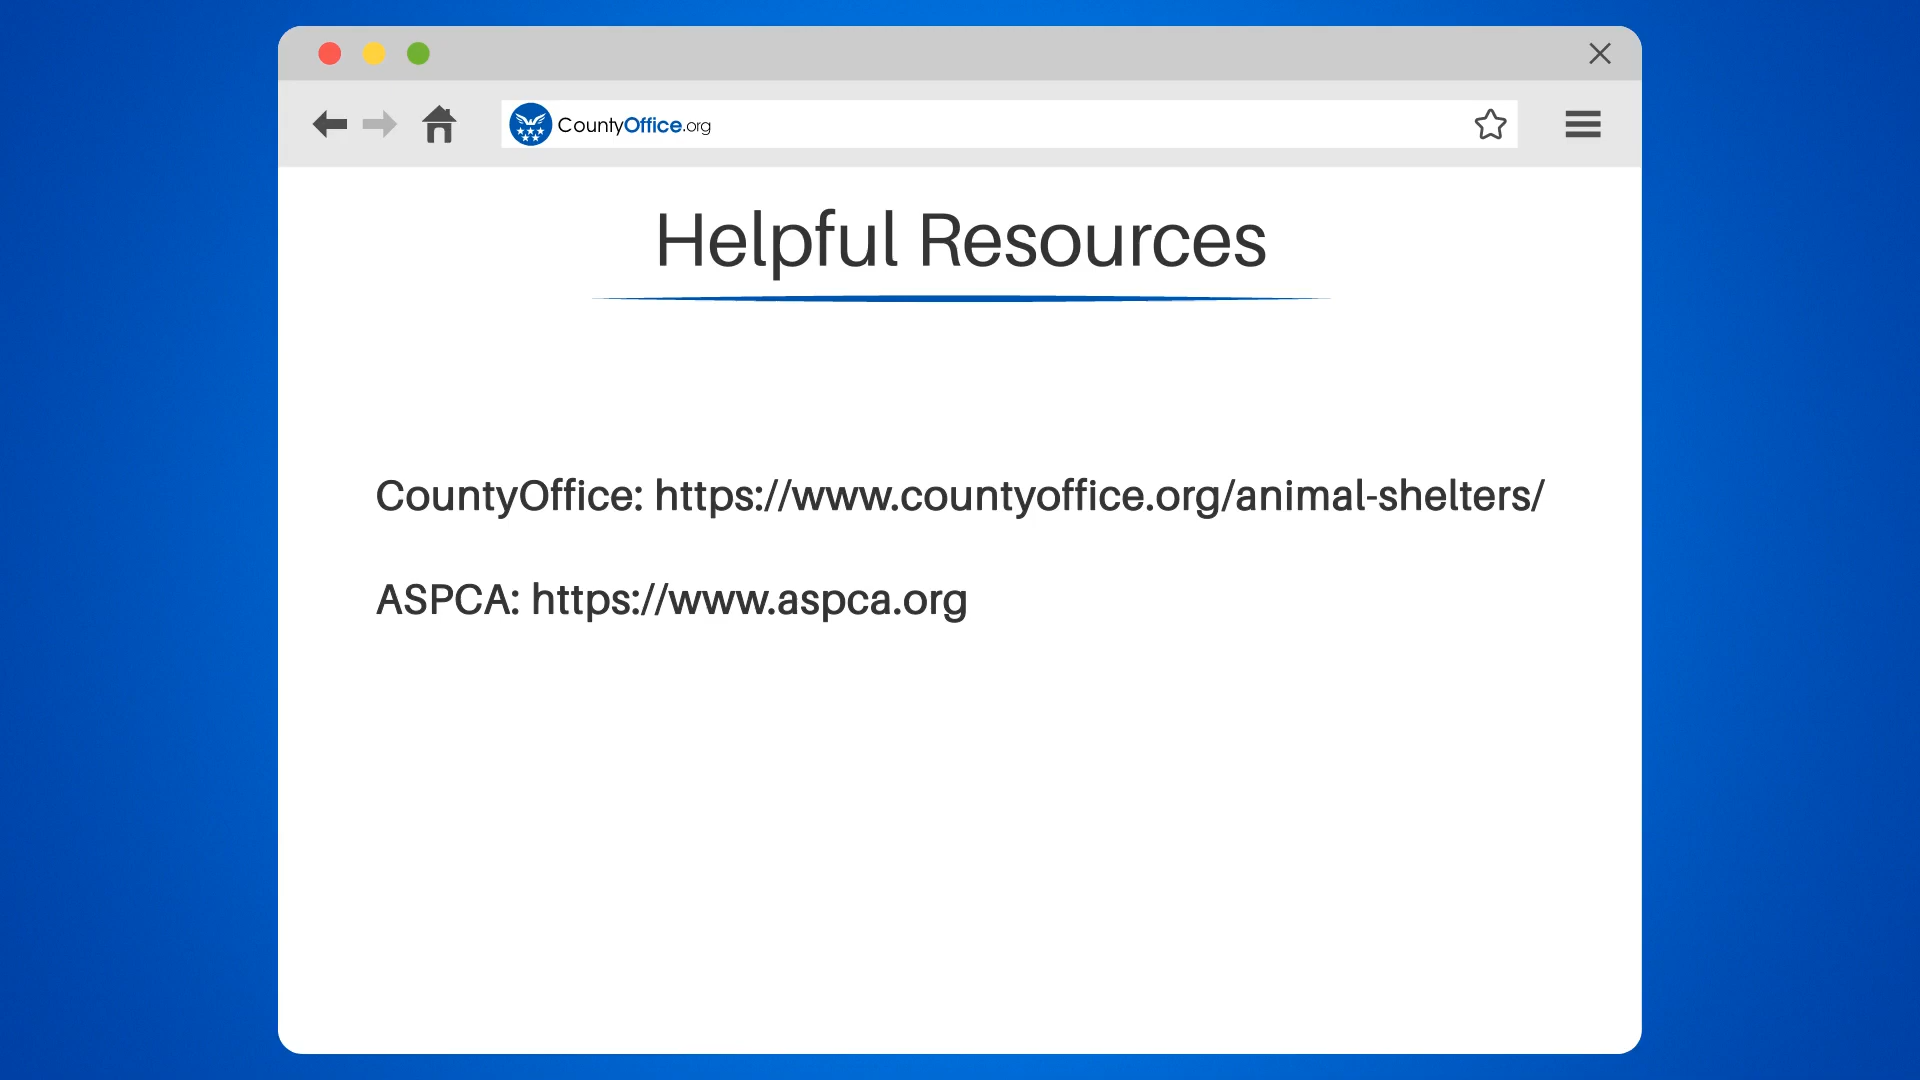 CountyOffice.org
Helpful Resources
CountyOffice: https://www.countyoffice.org/animal-shelters/
ASPCA: https://www.aspca.org